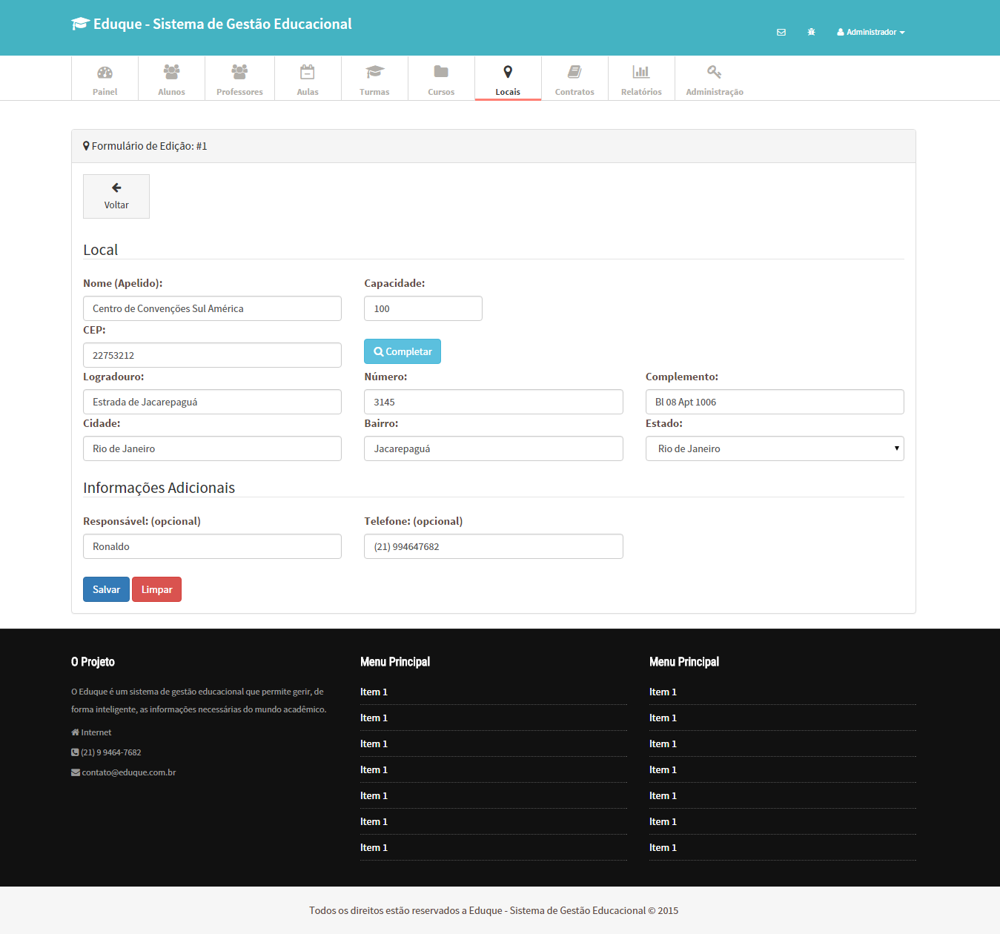 Eduque - Sistema de Gestão Educacional
Administrador
Painel
Alunos
Professores
Aulas
Turmas
Cursos
Locais
Contratos
Relatórios
Administração
Formulário de Edição: #1
Voltar
Local
Nome (Apelido):
Capacidade:
Centro de Convenções Sul América
100
CEP:
22753212
Completar
Logradouro:
Número:
Complemento:
Estrada de Jacarepaguá
3145
Bl 08 Apt 1006
Cidade:
Bairro:
Estado:
Rio de Janeiro
Jacarepaguá
Rio de Janeiro
Informações Adicionais
Responsável: (opcional)
Telefone: (opcional)
Ronaldo
(21) 994647682
Salvar
Limpar
O Projeto
O Eduque é um sistema de gestão educacional que permite gerir, de
forma inteligente, as informações necessárias do mundo acadêmico.
Internet
(21) 9 9464-7682
contato@eduque.com.br
Menu Principal
Item 1
Item 1
Item 1
Item 1
Item 1
Item 1
Item 1
Menu Principal
Item 1
Item 1
Item 1
Item 1
Item 1
Item 1
Item 1
Todos os direitos estão reservados a Eduque - Sistema de Gestão Educacional © 2015